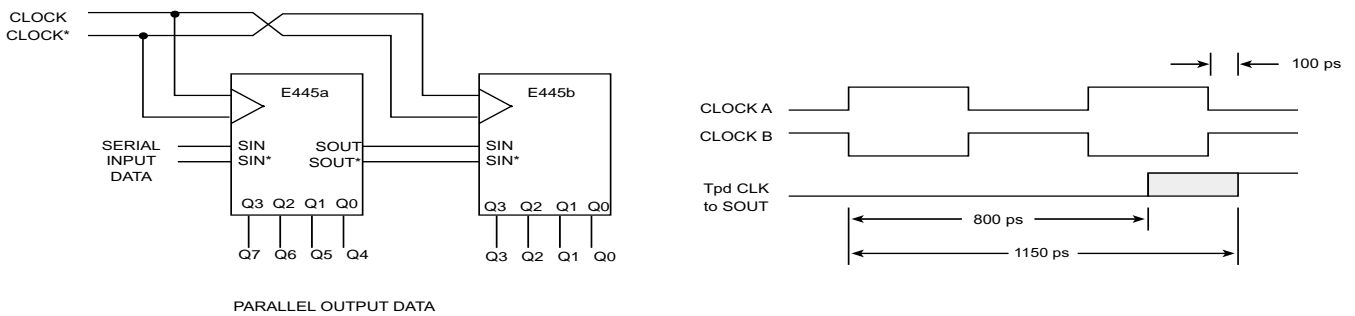 CLOCK
CLOCK*
E445a
E445b
SERIAL
INPUT
DATA
SIN
SIN*
SOUT
SOUT*
SIN
SIN*
Q3 Q2 Q1 Q0
Q3 Q2 Q1 Q0
Q7 Q6 Q5 Q4
Q3 Q2 Q1 Q0
PARALLEL OUTPUT DATA
100 ps
CLOCK A
CLOCK B
Tpd CLK
to SOUT
800 ps
1150 ps